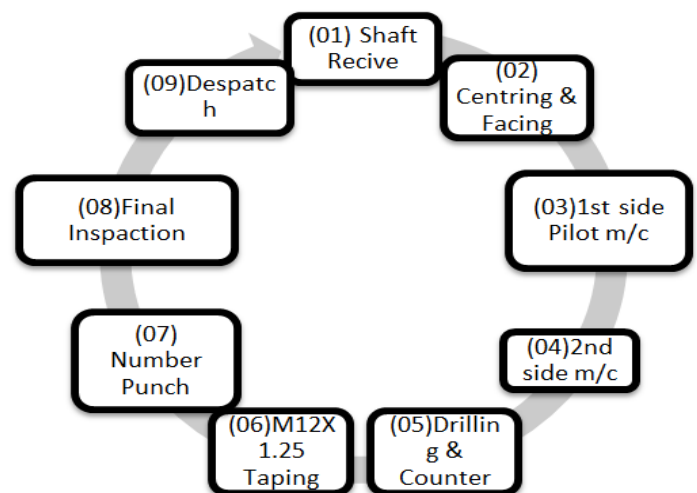 (01) Shaft
Recive
(02)
Centring &
Facing
(03)1st side
Pilot m/c
(04)2nd
side m/c
(05)Drillin
g &
Counter
(06)M12X
1.25
Taping
(07)
Number
Punch
(08)Final
Inspaction
(09)Despatc
h